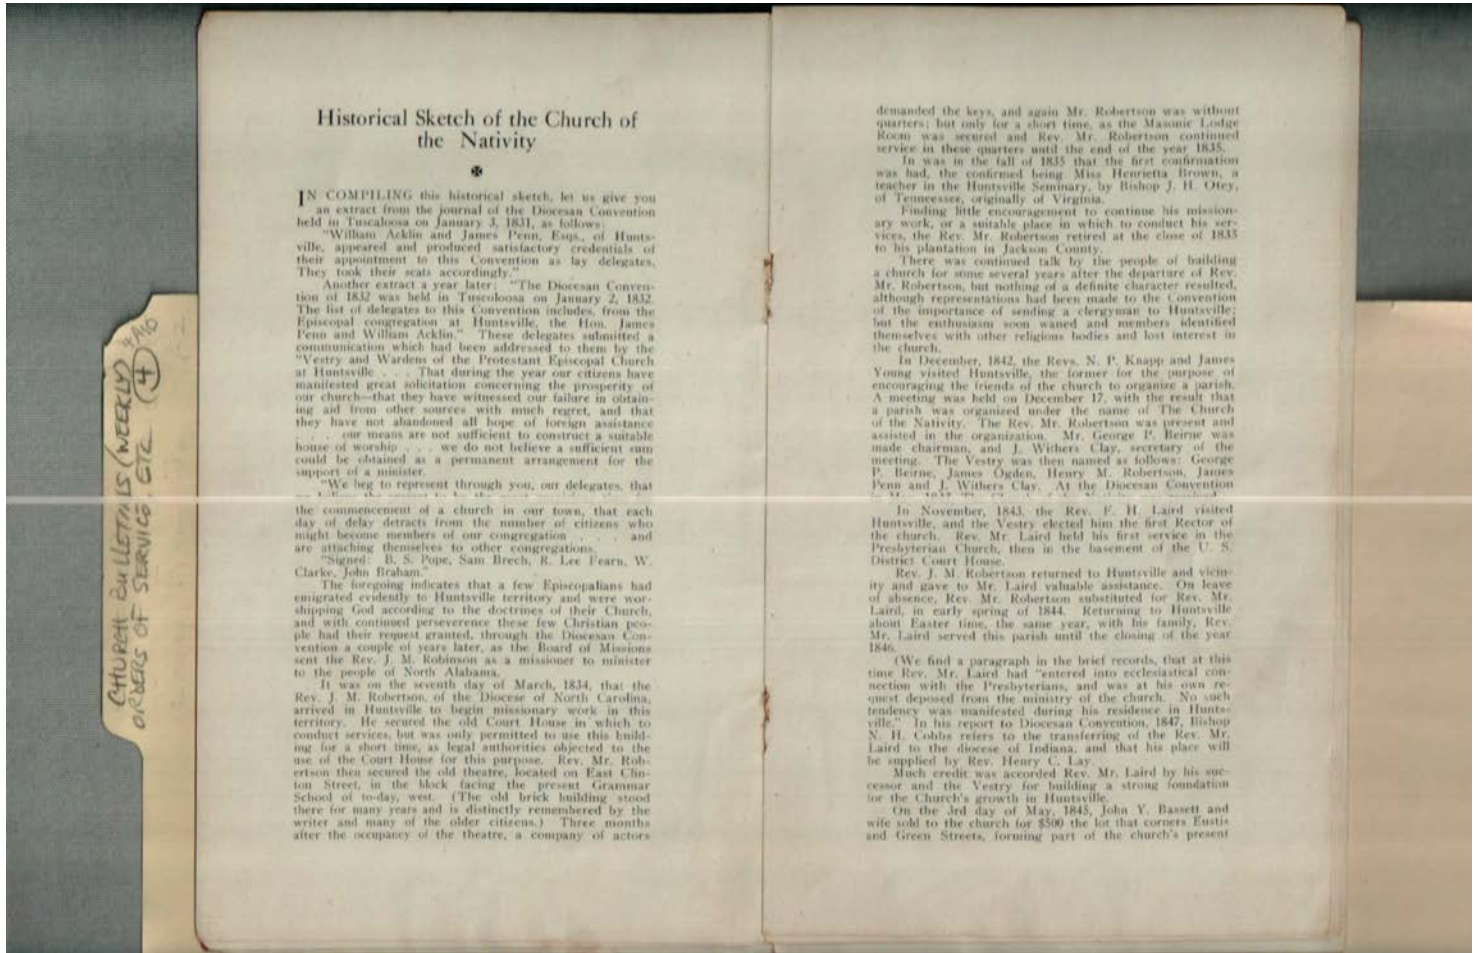 CHURCH BULLETINS (WEEKLY)
ORDERS OF SERVICE, ETC. (4)
Historical Sketch of the Church of
the Nativity
IN COMPILING this historical sketch, let us give you
an extract from the journal of the Diocesan Convention
held in Tuscaloosa on January 3, 1831, as follows:
"William Acklin and James Penn, Esqs., of Hunts-
ville, appeared and produced satisfactory credentials of
their appointment to this Convention as lay delegates.
They took their seats accordingly."
Another extract a year later: "The Diocesan Conven-
tion of 1832 was held in Tuscoloosa on January 2, 1832.
The list of delegates to this Convention includes, from the
Episcopal congregation at Huntsville, the Hon. James
Penn and William Acklin." These delegates submitted a
communication which had been addressed to them by the
"Vestry and Wardens of the Protestant Episcopal Church
at Huntsville . . . That during the year our citizens have
manifested great solicitation concerning the prosperity of
our church—that they have witnessed our failure in obtain-
ing aid from other sources with much regret, and that
they have not abandoned all hope of foreign assistance
. . . our means are not sufficient to construct a suitable
house of worship . . . we do not believe a sufficient sum
could be obtained as a permanent arrangement for the
support of a minister.
"We beg to represent through you, our delegates, that
the commencement of a church in our town, that each
day of delay detracts from the number of citizens who
might become members of our congregation . . . and
are attaching themselves to other congregations.
"Signed: B. S. Pope, Sam Brech, R. Lee Fearn, W.
Clarke, John Braham."
The foregoing indicates that a few Episcopalians had
emigrated evidently to Huntsville territory and were wor-
shipping God according to the doctrines of their Church,
and with continued perseverence these few Christian peo-
ple had their request granted, through the Diocesan Con-
vention a couple of years later, as the Board of Missions
sent the Rev. J. M. Robinson as a missioner to minister
to the people of North Alabama.
It was on the seventh day of March, 1834, that the
Rev. J. M. Robertson, of the Diocese of North Carolina,
arrived in Huntsville to begin missionary work in this
territory. He secured the old Court House in which to
conduct services, but was only permitted to use this build-
ing for a short time, as legal authorities objected to the
use of the Court House for this purpose. Rev. Mr. Rob-
ertson then secured the old theatre, located on East Clin-
ton Street, in the block facing the present Grammar
School of to-day, west. (The old brick building stood
there for many years and is distinctly remembered by the
writer and many of the older citizens.) Three months
after the occupancy of the theatre, a company of actors
demanded the keys, and again Mr. Robertson was without
quarters; but only for a short time, as the Masonic Lodge
Room was secured and Rev. Mr. Robertson continued
service in these quarters until the end of the year 1835.
In was in the fall of 1835 that the first confirmation
was had, the confirmed being Miss Henrietta Brown, a
teacher in the Huntsville Seminary, by Bishop J. H. Otey,
of Tennessee, originally of Virginia.
Finding little encouragement to continue his mission-
ary work, or a suitable place in which to conduct his ser-
vices, the Rev. Mr. Robertson retired at the close of 1835
to his plantation in Jackson County.
There was continued talk by the people of building
a church for some several years after the departure of Rev.
Mr. Robertson, but nothing of a definite character resulted,
although representations had been made to the Convention
of the importance of sending a clergyman to Huntsville;
but the enthusiasm soon waned and members identified
themselves with other religious bodies and lost interest in
the church.
In December, 1842, the Revs. N. P. Knapp and James
Young visited Huntsville, the former for the purpose of
encouraging the friends of the church to organize a parish.
A meeting was held on December 17, with the result that
a parish was organized under the name of The Church
of the Nativity. The Rev. Mr. Robertson was present and
assisted in the organization. Mr. George P. Beirne was
made chairman, and J. Withers Clay, secretary of the
meeting. The Vestry was then named as follows: George
P. Beirne, James Ogden, Henry M. Robertson, James
Penn and J. Withers Clay. At the Diocesan Convention
In November, 1843, the Rev. F. H. Laird visited
Huntsville, and the Vestry elected him the first Rector of
the church. Rev. Mr. Laird held his first service in the
Presbyterian Church, then in the basement of the U. S.
District Court House.
Rev. J. M. Robertson returned to Huntsville and vicin-
ity and gave to Mr. Laird valuable assistance. On leave
of absence, Rev. Mr. Robertson substituted for Rev. Mr.
Laird, in early spring of 1844. Returning to Huntsville
about Easter time, the same year, with his family, Rev.
Mr. Laird served this parish until the closing of the year
1846.
(We find a paragraph in the brief records, that at this
time Rev. Mr. Laird had "entered into ecclesiastical con-
nection with the Presbyterians, and was at his own re-
quest deposed from the ministry of the church. No such
tendency was manifested during his residence in Hunts-
ville." In his report to Diocesan Convention, 1847, Bishop
N. H. Cobbs refers to the transferring of the Rev. Mr.
Laird to the diocese of Indiana, and that his place will
be supplied by Rev. Henry C. Lay.
Much credit was accorded Rev. Mr. Laird by his suc-
cessor and the Vestry for building a strong foundation
for the Church's growth in Huntsville.
On the 3rd day of May, 1845, John Y. Bassett and
wife sold to the church for $500 the lot that corners Eustis
and Green Streets, forming part of the church's present